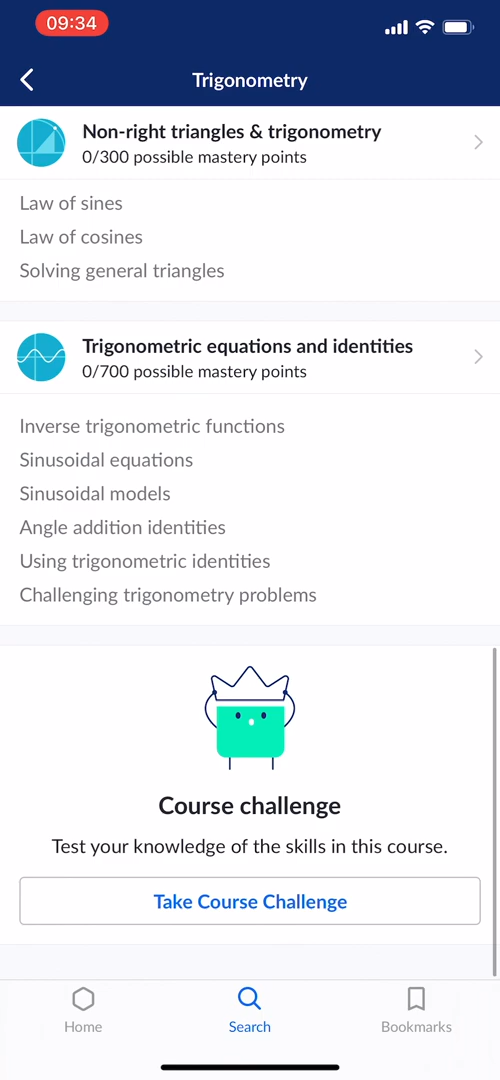 09:34
Trigonometry
Non-right triangles & trigonometry
0/300 possible mastery points
Law of sines
Law of cosines
Solving general triangles
Trigonometric equations and identities
0/700 possible mastery points
Inverse trigonometric functions
Sinusoidal equations
Sinusoidal models
Angle addition identities
Using trigonometric identities
Challenging trigonometry problems
Course challenge
Test your knowledge of the skills in this course.
Take Course Challenge
Home
Search
Bookmarks